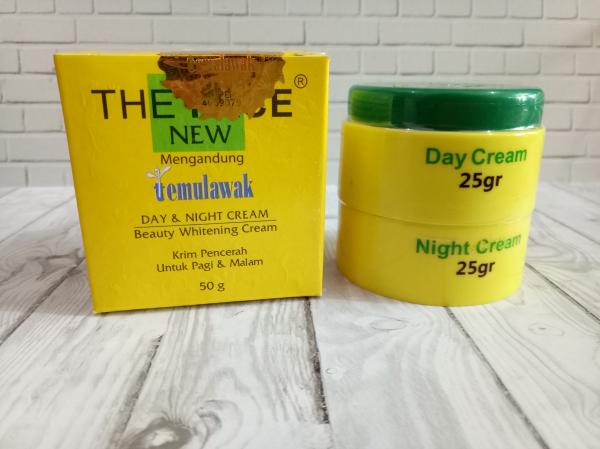 THE
®
NEW
Mengandung
temulawak
DAY & NIGHT CREAM
Beauty Whitening Cream
Krim Pencerah
Untuk Pagi & Malam
50 g
Day Cream
25gr
Night Cream
25gr